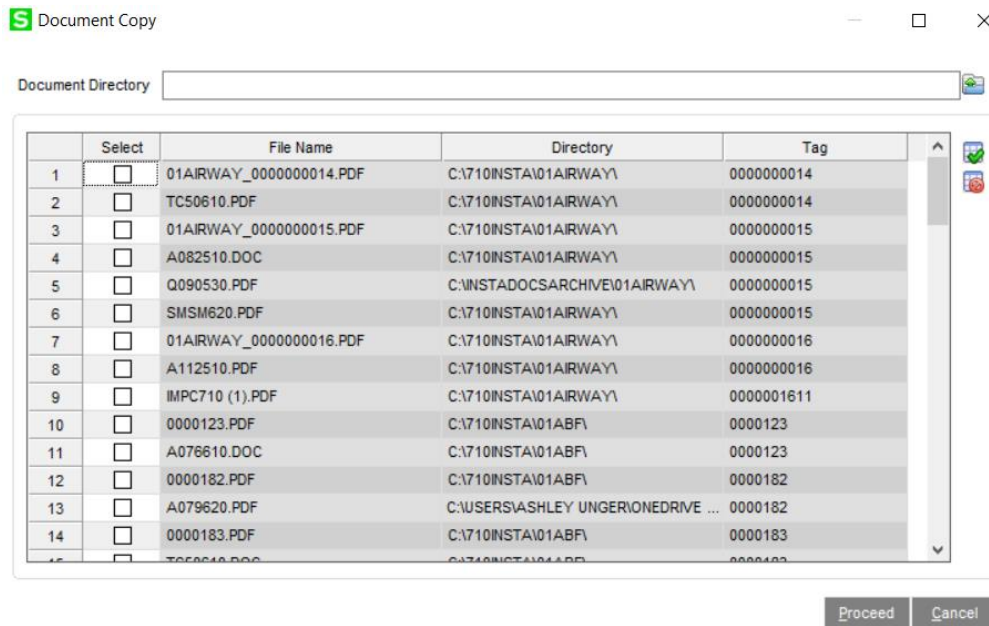 S Document Copy
Document Directory
Select File Name Directory Tag
1 01AIRWAY_0000000014.PDF C:\710INSTA\01AIRWAY\ 0000000014
2 TC50610.PDF C:\710INSTA\01AIRWAY\ 0000000014
3 01AIRWAY_0000000015.PDF C:\710INSTA\01AIRWAY\ 0000000015
4 A082510.DOC C:\710INSTA\01AIRWAY\ 0000000015
5 Q090530.PDF C:\INSTADOCSARCHIVE\01AIRWAY\ 0000000015
6 SMSM620.PDF C:\710INSTA\01AIRWAY\ 0000000015
7 01AIRWAY_0000000016.PDF C:\710INSTA\01AIRWAY\ 0000000016
8 A112510.PDF C:\710INSTA\01AIRWAY\ 0000000016
9 IMPC710 (1).PDF C:\710INSTA\01AIRWAY\ 0000001611
10 0000123.PDF C:\710INSTA\01ABF\ 0000123
11 A076610.DOC C:\710INSTA\01ABF\ 0000123
12 0000182.PDF C:\710INSTA\01ABF\ 0000182
13 A079620.PDF C:\USERS\ASHLEY UNGER\ONEDRIVE ... 0000182
14 0000183.PDF C:\710INSTA\01ABF\ 0000183
Proceed Cancel